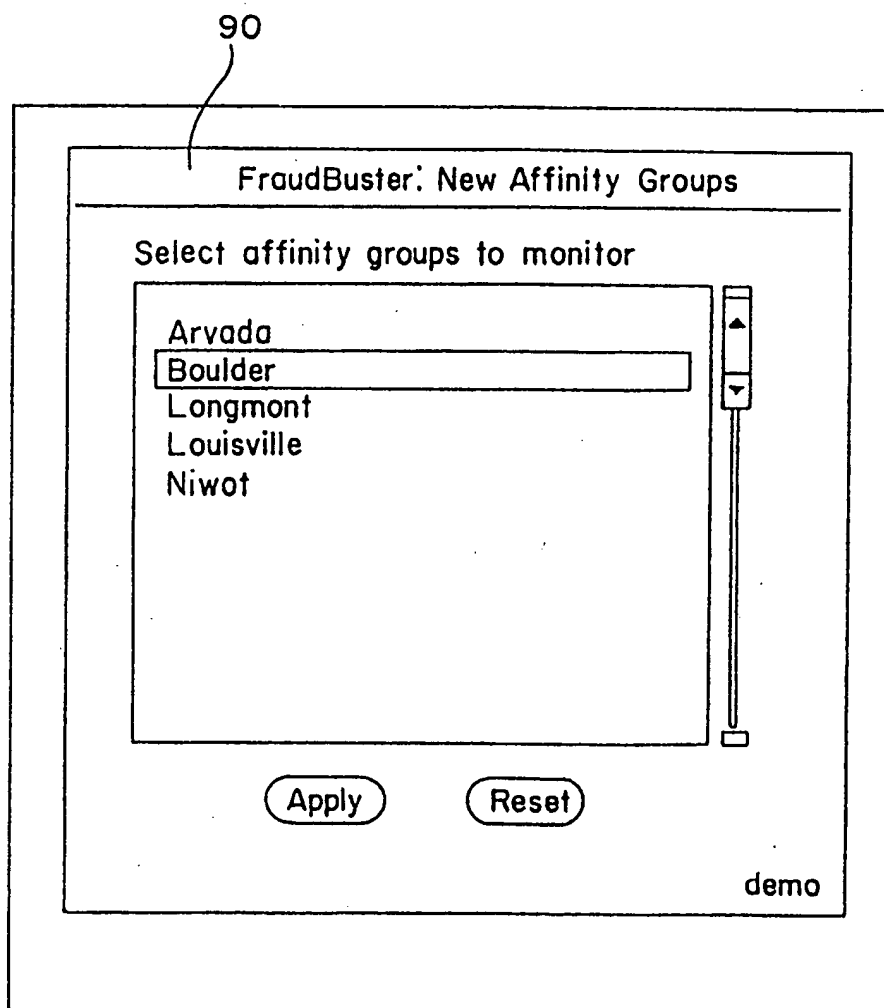 90
FraudBuster: New Affinity Groups
Select affinity groups to monitor
Arvada
Boulder
Longmont
Louisville
Niwot
Apply Reset
demo